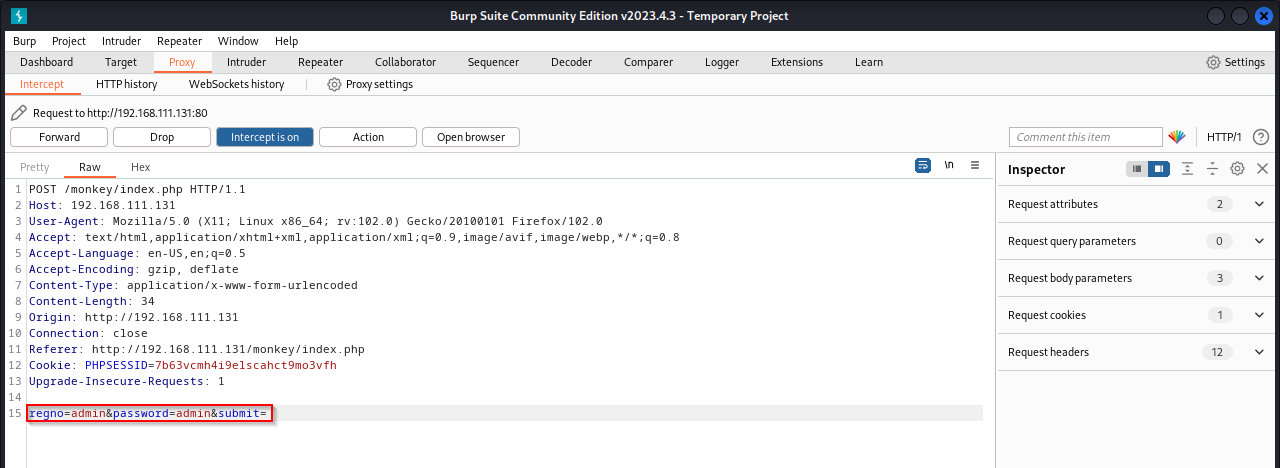 Burp Suite Community Edition v2023.4.3 - Temporary Project
Burp Project Intruder Repeater Window Help
Dashboard Target Proxy Intruder Repeater Collaborator Sequencer Decoder Comparer Logger Extensions Learn Settings
Intercept HTTP history WebSockets history Proxy settings
Request to http://192.168.111.131:80
Forward Drop Intercept is on Action Open browser Comment this item HTTP/1 ?
Pretty Raw Hex \n
Inspector
1 POST /monkey/index.php HTTP/1.1
2 Host: 192.168.111.131
3 User-Agent: Mozilla/5.0 (X11; Linux x86_64; rv:102.0) Gecko/20100101 Firefox/102.0
4 Accept: text/html,application/xhtml+xml,application/xml;q=0.9,image/avif,image/webp,*/*;q=0.8
5 Accept-Language: en-US,en;q=0.5
6 Accept-Encoding: gzip, deflate
7 Content-Type: application/x-www-form-urlencoded
8 Content-Length: 34
9 Origin: http://192.168.111.131
10 Connection: close
11 Referer: http://192.168.111.131/monkey/index.php
12 Cookie: PHPSESSID=7b63vcmh4i9elscahct9mo3vfh
13 Upgrade-Insecure-Requests: 1
14
15 regno=admin&password=admin&submit=
Request attributes 2
Request query parameters 0
Request body parameters 3
Request cookies 1
Request headers 12